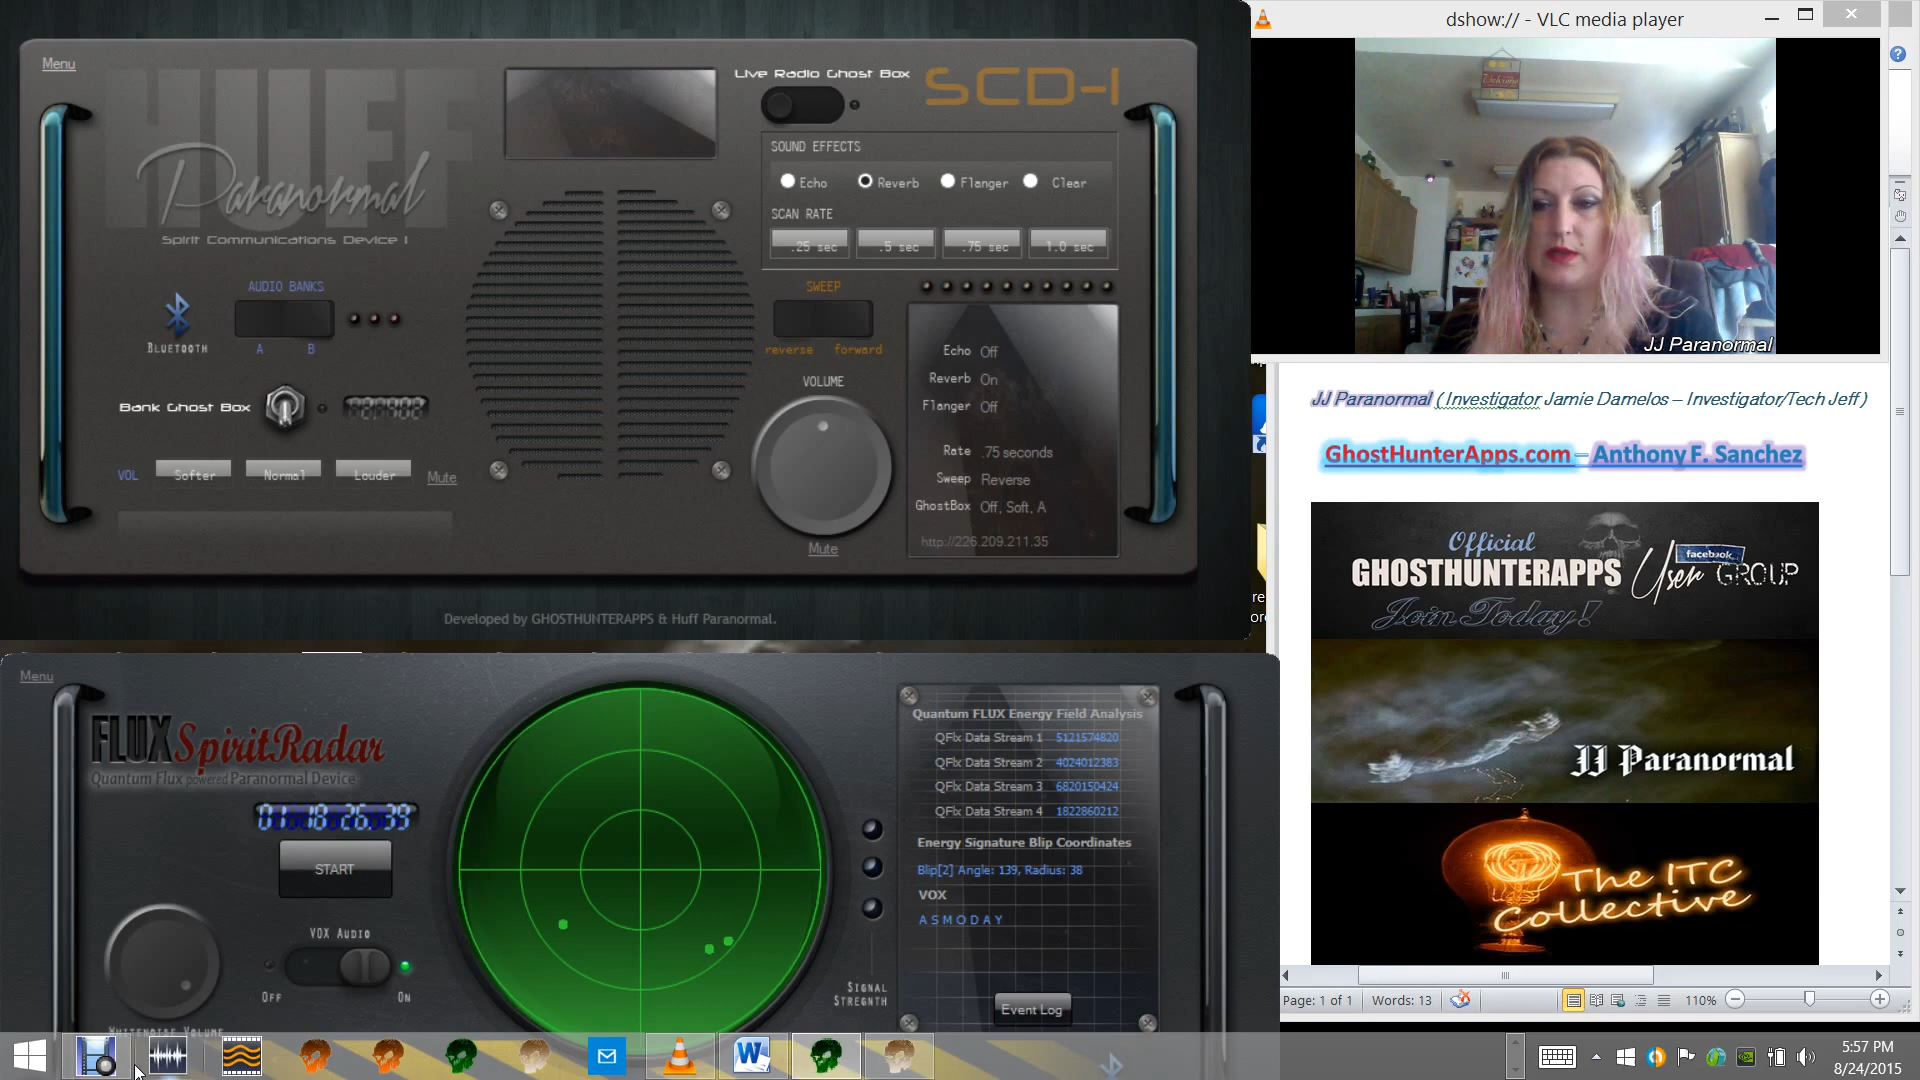 Menu
HUFF
Paranormal
Spirit Communications Device 1
Live Radio Ghost Box
SCD-1
SOUND EFFECTS
Echo
Reverb
Flanger
Clear
SCAN RATE
.25 sec
.5 sec
.75 sec
1.0 sec
AUDIO BANKS
A B
BLUETOOTH
SWEEP
reverse forward
VOLUME
Mute
Bank Ghost Box
VOL
Softer
Normal
Louder
Mute
Echo Off
Reverb On
Flanger Off
Rate .75 seconds
Sweep Reverse
GhostBox Off, Soft, A
http://226.209.211.35
Developed by GHOSTHUNTERAPPS & Huff Paranormal.
dshow:// - VLC media player
Welcome
JJ Paranormal
JJ Paranormal ( Investigator Jamie Damelos – Investigator/Tech Jeff )
GhostHunterApps.com – Anthony F. Sanchez
Official
GHOSTHUNTERAPPS
facebook
User GROUP
Join Today!
JJ Paranormal
The ITC
Collective
re
Menu
FLUX SpiritRadar
Quantum Flux powered Paranormal Device
01:18:26:39
START
VOX AUDIO
OFF
ON
WHITENOISE VOLUME
SIGNAL
STREGNTH
Quantum FLUX Energy Field Analysis
QFlx Data Stream 1 5121574820
QFlx Data Stream 2 4024012383
QFlx Data Stream 3 6820150424
QFlx Data Stream 4 1822860212
Energy Signature Blip Coordinates
Blip[2] Angle: 139, Radius: 38
VOX
A S M O D A Y
Event Log
Page: 1 of 1
Words: 13
110%
5:57 PM
8/24/2015